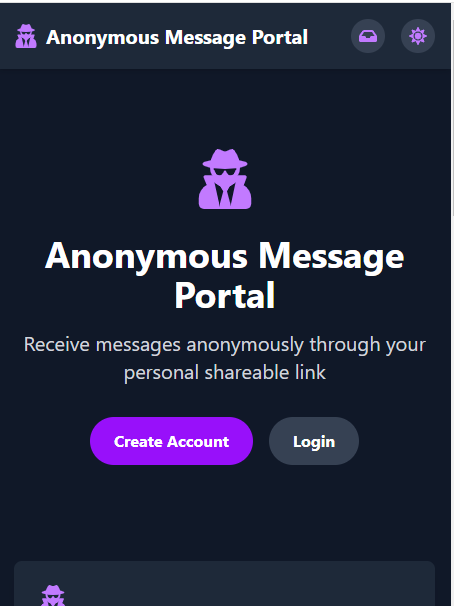 Anonymous Message Portal
Anonymous Message
Portal
Receive messages anonymously through your
personal shareable link
Create Account
Login